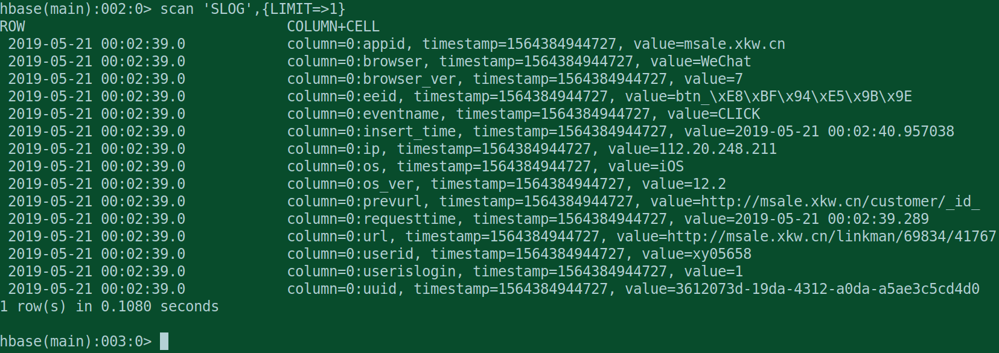 hbase(main):002:0> scan 'SLOG',{LIMIT=>1}
ROW                               COLUMN+CELL
 2019-05-21 00:02:39.0            column=0:appid, timestamp=1564384944727, value=msale.xkw.cn
 2019-05-21 00:02:39.0            column=0:browser, timestamp=1564384944727, value=WeChat
 2019-05-21 00:02:39.0            column=0:browser_ver, timestamp=1564384944727, value=7
 2019-05-21 00:02:39.0            column=0:eeid, timestamp=1564384944727, value=btn_\xE8\xBF\x94\xE5\x9B\x9E
 2019-05-21 00:02:39.0            column=0:eventname, timestamp=1564384944727, value=CLICK
 2019-05-21 00:02:39.0            column=0:insert_time, timestamp=1564384944727, value=2019-05-21 00:02:40.957038
 2019-05-21 00:02:39.0            column=0:ip, timestamp=1564384944727, value=112.20.248.211
 2019-05-21 00:02:39.0            column=0:os, timestamp=1564384944727, value=iOS
 2019-05-21 00:02:39.0            column=0:os_ver, timestamp=1564384944727, value=12.2
 2019-05-21 00:02:39.0            column=0:prevurl, timestamp=1564384944727, value=http://msale.xkw.cn/customer/_id_
 2019-05-21 00:02:39.0            column=0:requesttime, timestamp=1564384944727, value=2019-05-21 00:02:39.289
 2019-05-21 00:02:39.0            column=0:url, timestamp=1564384944727, value=http://msale.xkw.cn/linkman/69834/41767
 2019-05-21 00:02:39.0            column=0:userid, timestamp=1564384944727, value=xy05658
 2019-05-21 00:02:39.0            column=0:userislogin, timestamp=1564384944727, value=1
 2019-05-21 00:02:39.0            column=0:uuid, timestamp=1564384944727, value=3612073d-19da-4312-a0da-a5ae3c5cd4d0
1 row(s) in 0.1080 seconds
hbase(main):003:0>